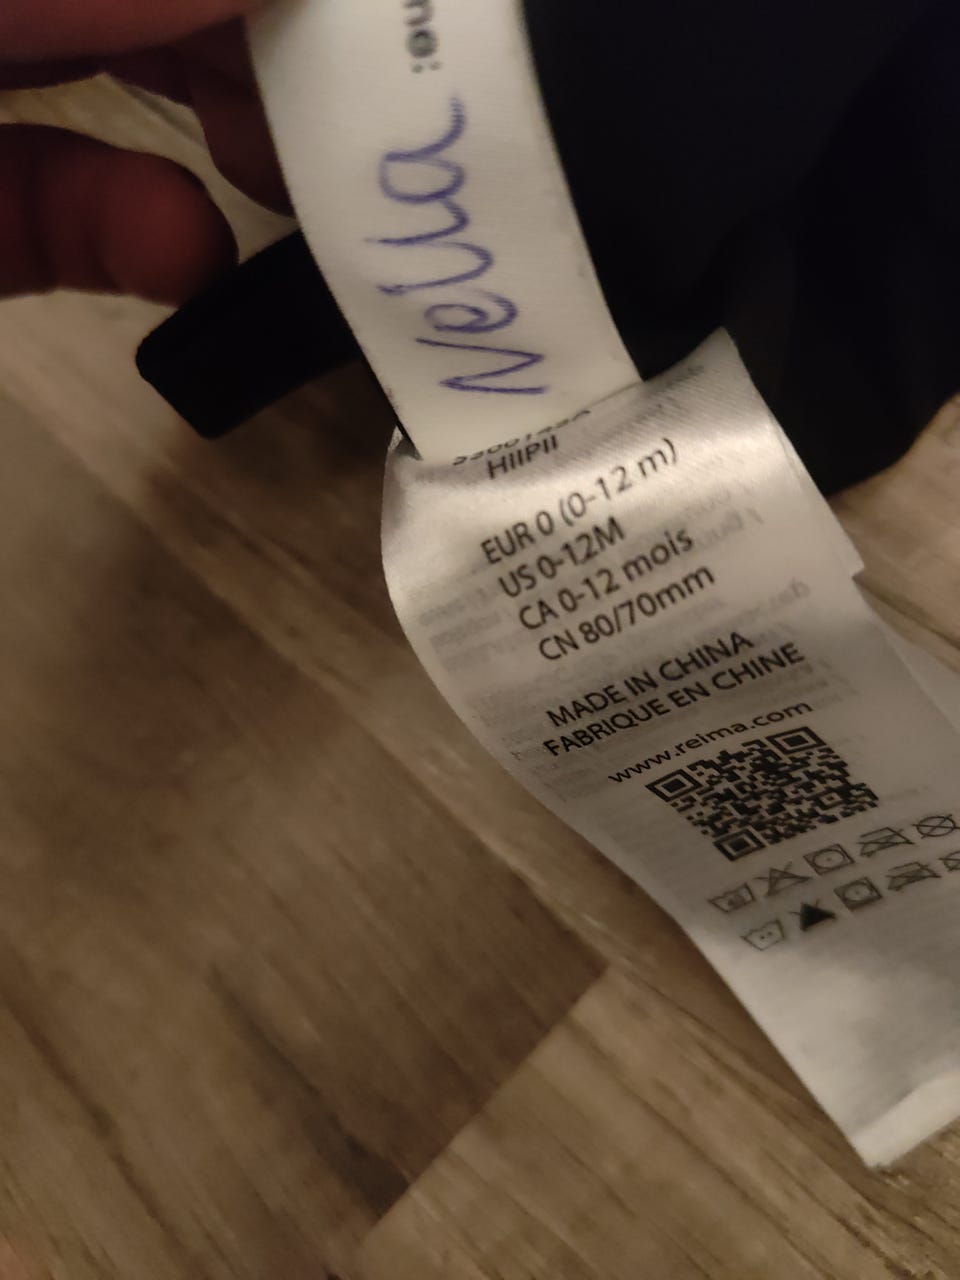 me:
Nella
HIIPII
EUR 0 (0-12 m)
US 0-12M
CA 0-12 mois
CN 80/70mm
MADE IN CHINA
FABRIQUE EN CHINE
www.reima.com